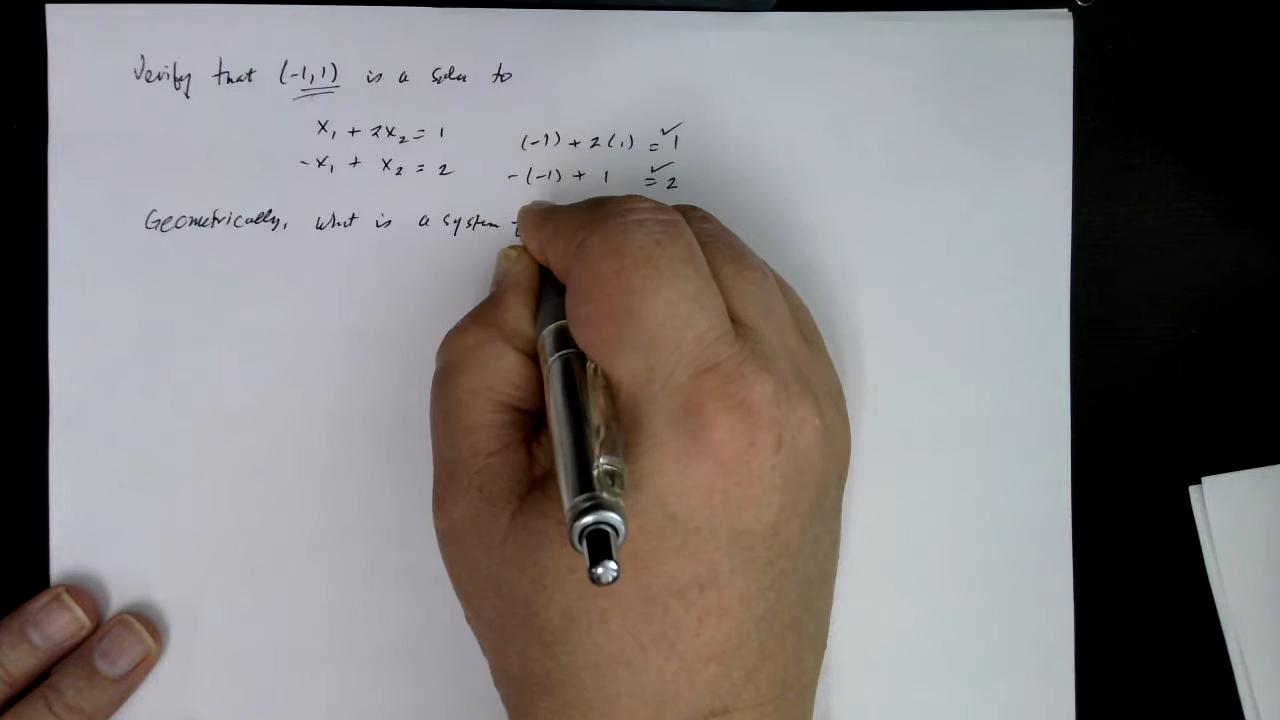 Verify that (-1,1) is a soln to
x₁ + 2x₂ = 1 (-1) + 2(1) = 1 ✓
-x₁ + x₂ = 2 -(-1) + 1 = 2 ✓
Geometrically, what is a system